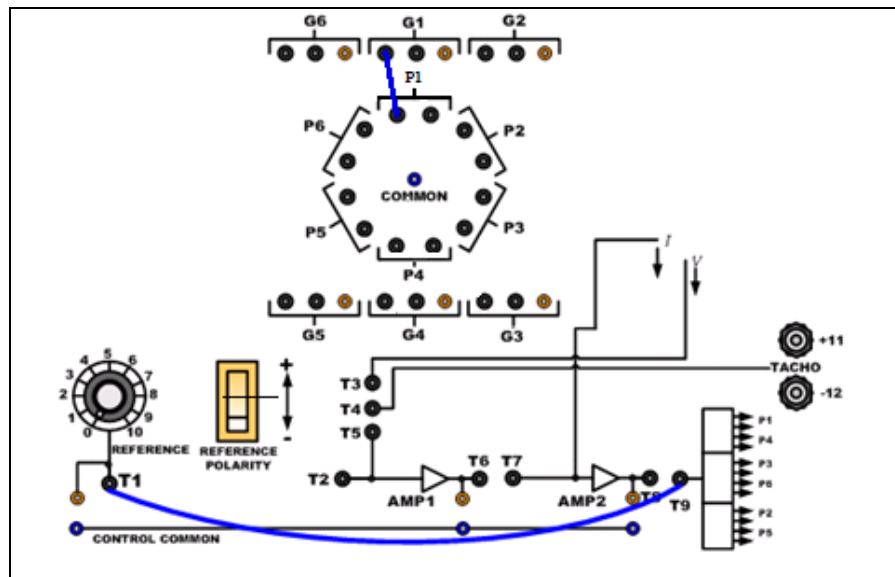 G6 G1 G2
P1
P6 P2
COMMON
P5 P3
P4
G5 G4 G3
I
V
+11
TACHO
-12
0 1 2 3 4 5 6 7 8 9 10
REFERENCE
+
-
REFERENCE
POLARITY
T3
T4
T5
T1
T2 AMP1 T6 T7 AMP2 T8 T9
CONTROL COMMON
P1
P4
P3
P6
P2
P5